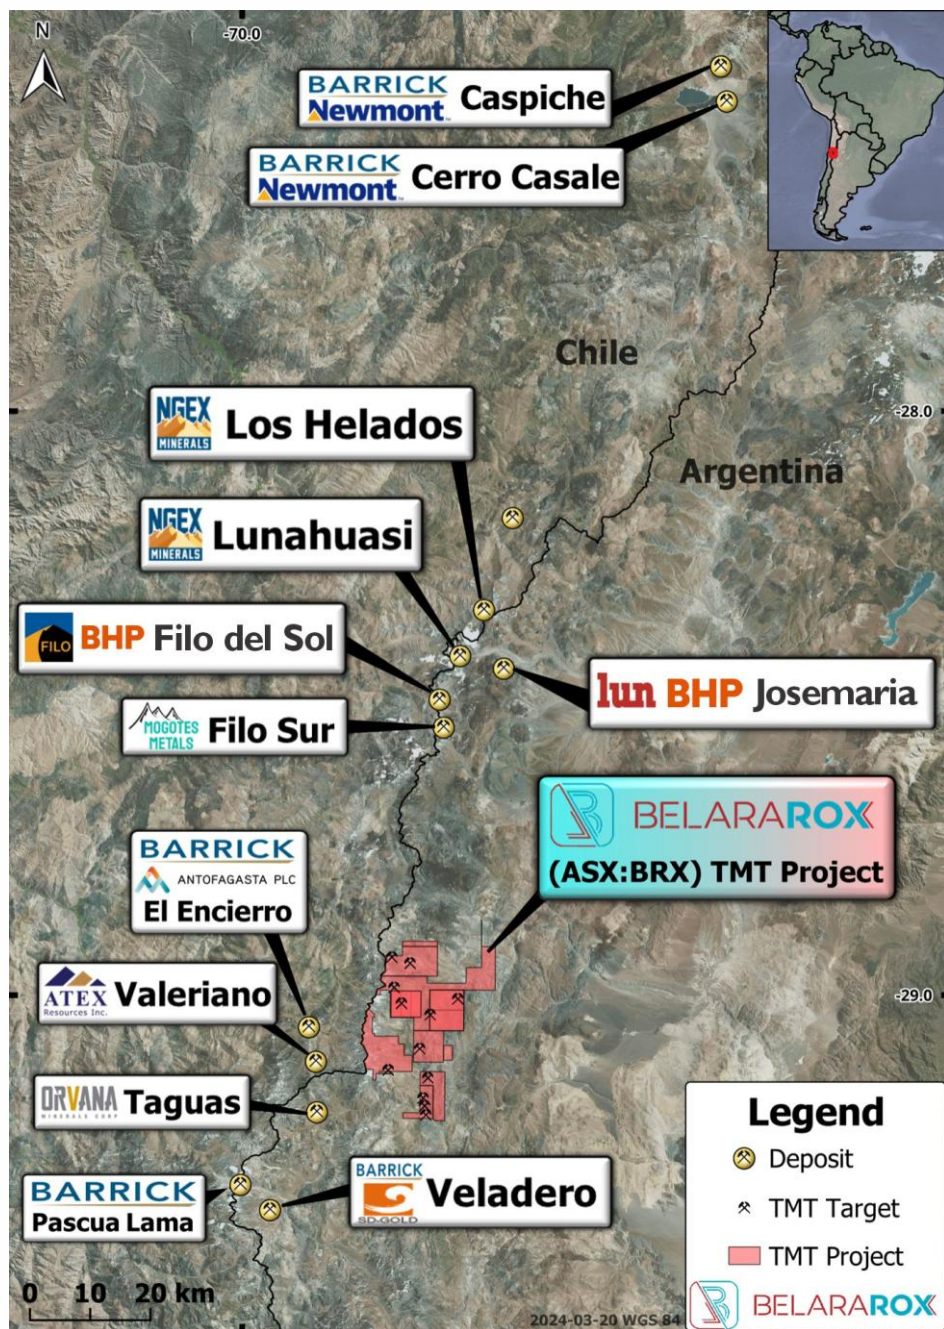 N
-70.0
BARRICK
Newmont™ Caspiche
BARRICK
Newmont™ Cerro Casale
Chile
-28.0
NGEX
MINERALS Los Helados
Argentina
NGEX
MINERALS Lunahuasi
FILO BHP Filo del Sol
lun BHP Josemaria
MOGOTES
METALS Filo Sur
BELARAROX
(ASX:BRX) TMT Project
BARRICK
ANTOFAGASTA PLC
El Encierro
ATEX
Resources Inc. Valeriano
-29.0
ORVANA
MINERALS CORP Taguas
BARRICK
Pascua Lama
BARRICK
SD-GOLD Veladero
Legend
Deposit
TMT Target
TMT Project
BELARAROX
0 10 20 km
2024-03-20 WGS 84